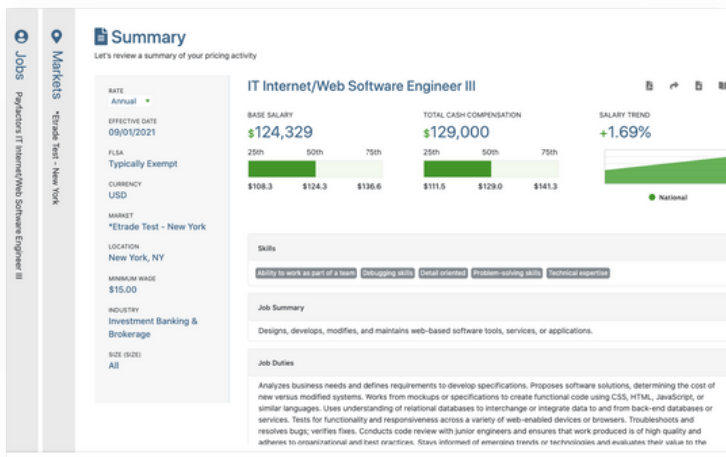 Jobs
Payfactors IT Internet/Web Software Engineer III
Markets
*Etrade Test - New York
Summary
Let's review a summary of your pricing activity
RATE
Annual
EFFECTIVE DATE
09/01/2021
FLSA
Typically Exempt
CURRENCY
USD
MARKET
*Etrade Test - New York
LOCATION
New York, NY
MINIMUM WAGE
$15.00
INDUSTRY
Investment Banking &
Brokerage
SIZE (SIZE)
All
IT Internet/Web Software Engineer III
BASE SALARY
$124,329
25th 50th 75th
$108.3 $124.3 $136.6
TOTAL CASH COMPENSATION
$129,000
25th 50th 75th
$111.5 $129.0 $141.3
SALARY TREND
+1.69%
National
Skills
Ability to work as part of a team Debugging skills Detail oriented Problem-solving skills Technical expertise
Job Summary
Designs, develops, modifies, and maintains web-based software tools, services, or applications.
Job Duties
Analyzes business needs and defines requirements to develop specifications. Proposes software solutions, determining the cost of
new versus modified systems. Works from mockups or specifications to create functional code using CSS, HTML, JavaScript, or
similar languages. Uses understanding of relational databases to interchange or integrate data to and from back-end databases or
services. Tests for functionality and responsiveness across a variety of web-enabled devices or browsers. Troubleshoots and
resolves bugs; verifies fixes. Conducts code review with junior engineers and ensures that work produced is of high quality and
adheres to organizational and best practices. Stays informed of emerging trends or technologies and evaluates their value to the